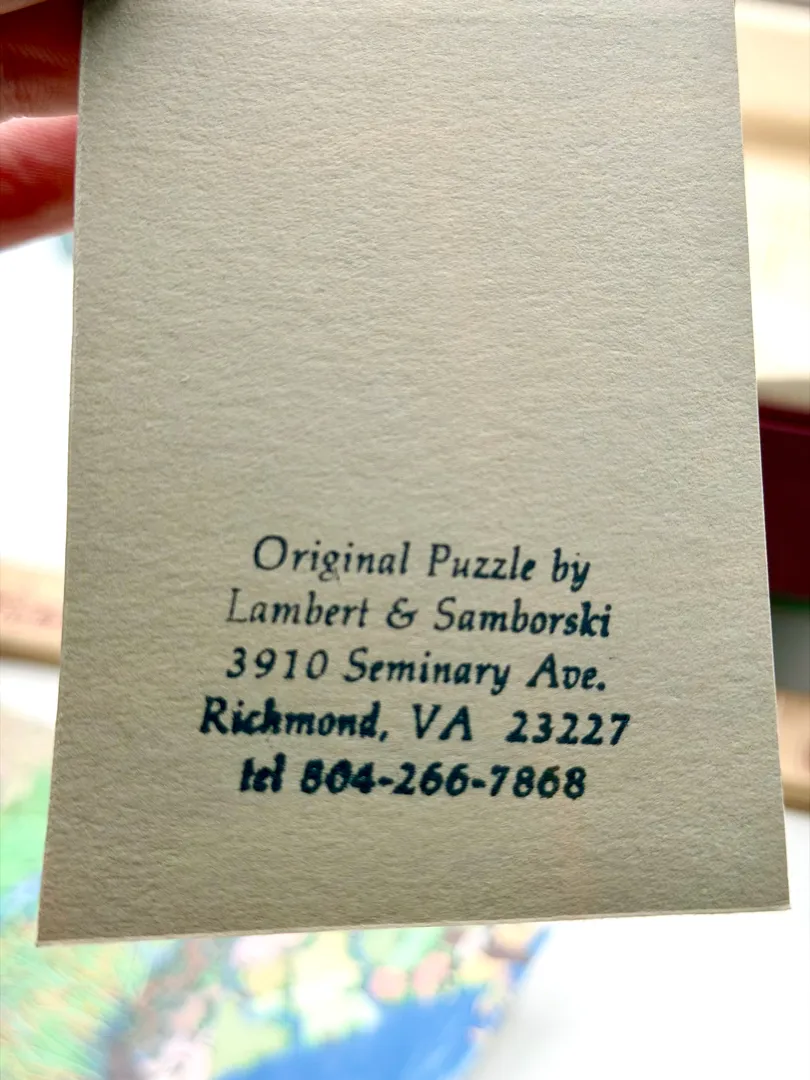 Original Puzzle by
Lambert & Samborski
3910 Seminary Ave.
Richmond, VA 23227
tel 804-266-7868